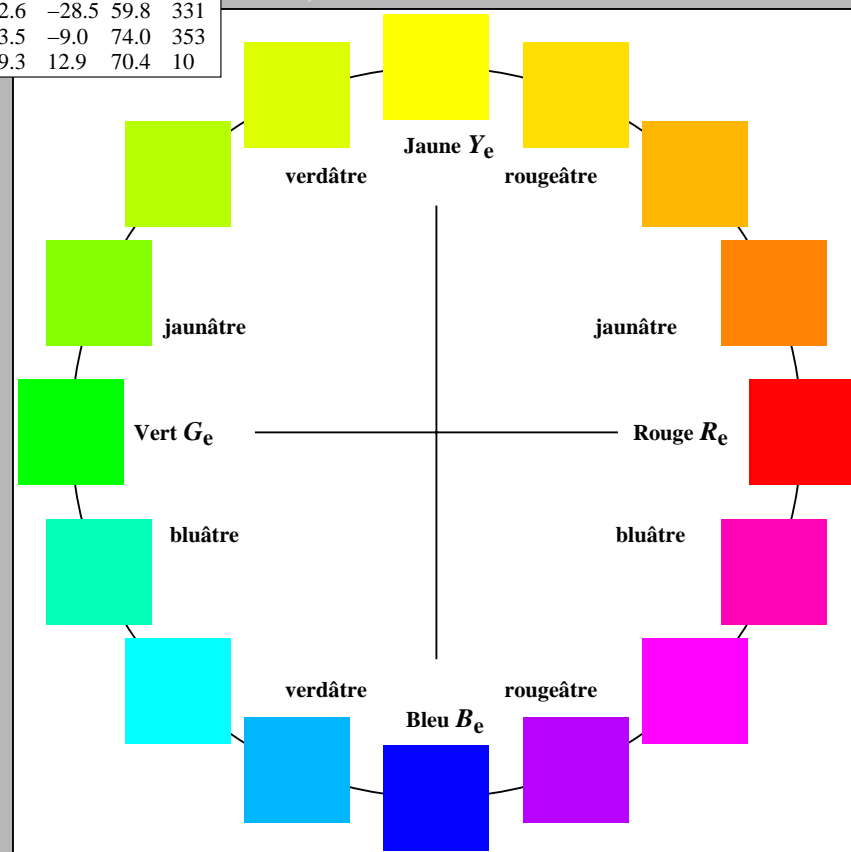 2.6 –28.5 59.8 331
3.5 –9.0 74.0 353
9.3 12.9 70.4 10
Jaune Ye
verdâtre rougeâtre
jaunâtre jaunâtre
Vert Ge Rouge Re
bluâtre bluâtre
verdâtre rougeâtre
Bleu Be